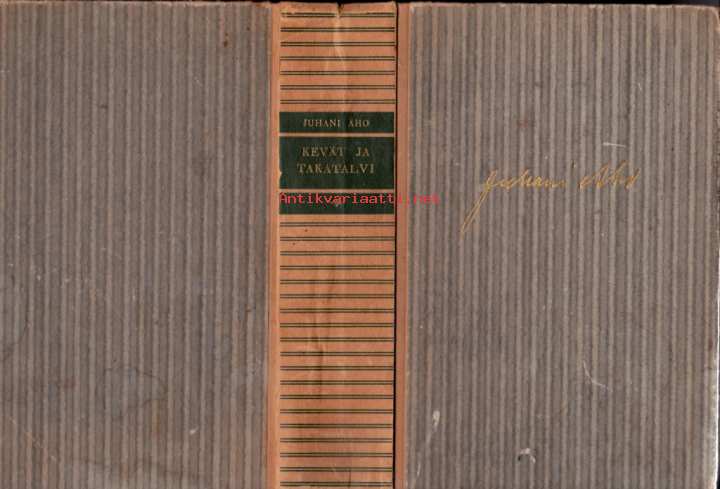 JUHANI AHO
KEVÄT JA
TAKATALVI
Antikvariaatti.net
Juhani Aho